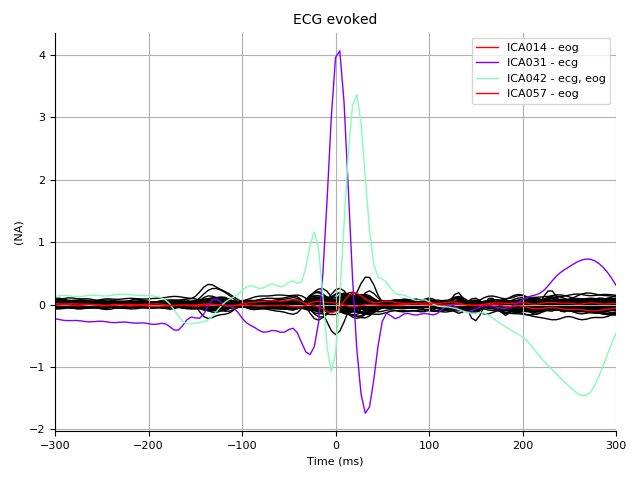 ECG evoked
ICA014 - eog
ICA031 - ecg
ICA042 - ecg, eog
ICA057 - eog
(NA)
4
3
2
1
0
−1
−2
−300
−200
−100
0
100
200
300
Time (ms)